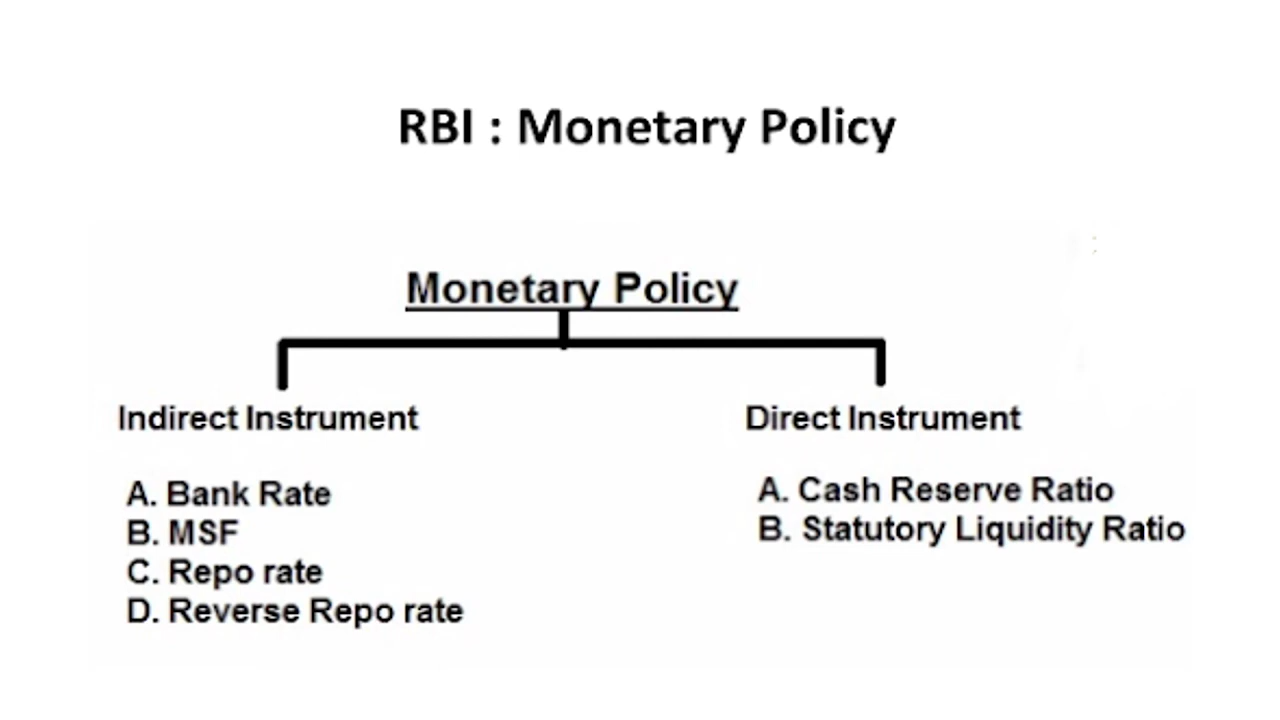 RBI : Monetary Policy
Monetary Policy
Indirect Instrument
A. Bank Rate
B. MSF
C. Repo rate
D. Reverse Repo rate
Direct Instrument
A. Cash Reserve Ratio
B. Statutory Liquidity Ratio